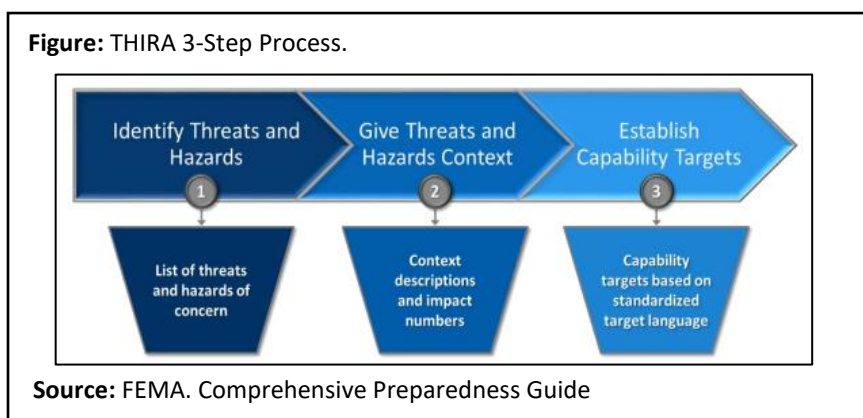 Figure: THIRA 3-Step Process.
Identify Threats and
Hazards
Give Threats and
Hazards Context
Establish
Capability Targets
1
2
3
List of threats
and hazards of
concern
Context
descriptions
and impact
numbers
Capability
targets based on
standardized
target language
Source: FEMA. Comprehensive Preparedness Guide